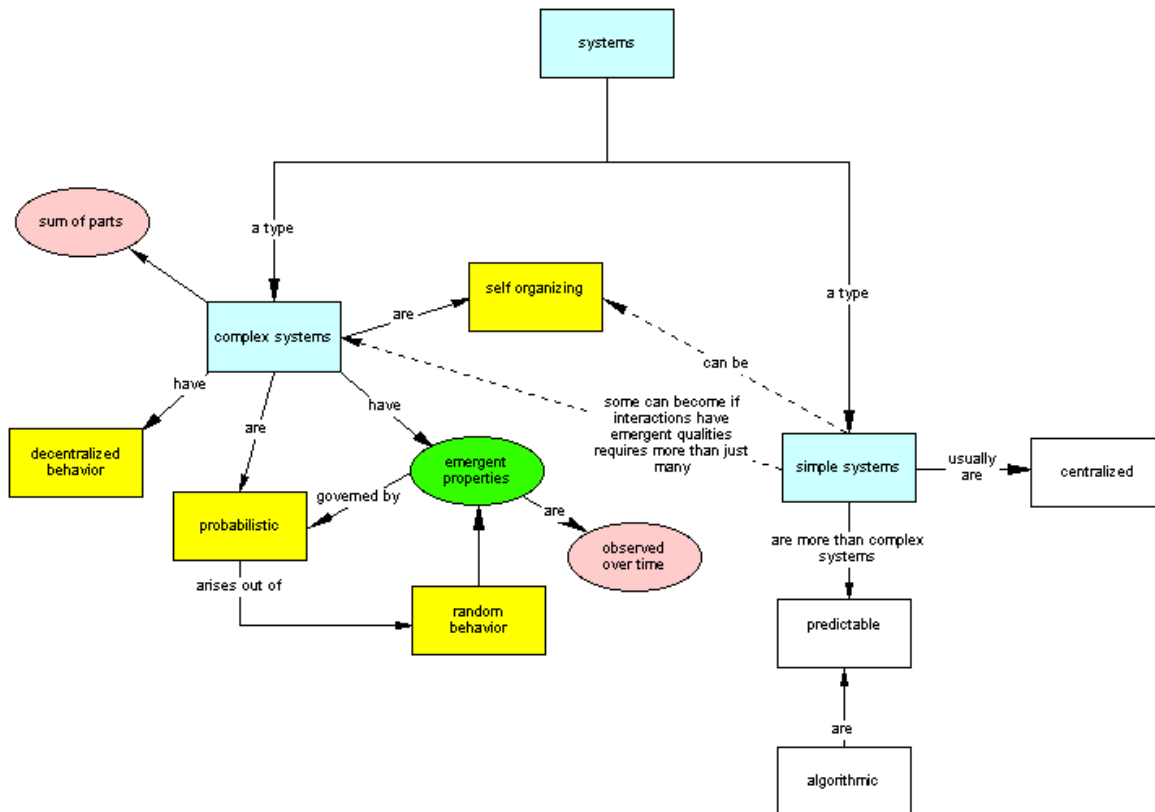 systems
sum of parts
a type
self organizing
a type
are
complex systems
can be
have
have
some can become if
interactions have
emergent qualities
requires more than just
many
are
decentralized
behavior
emergent
properties
simple systems
usually
are
centralized
governed by
probabilistic
are
observed
over time
are more than complex
systems
arises out of
random
behavior
predictable
are
algorithmic